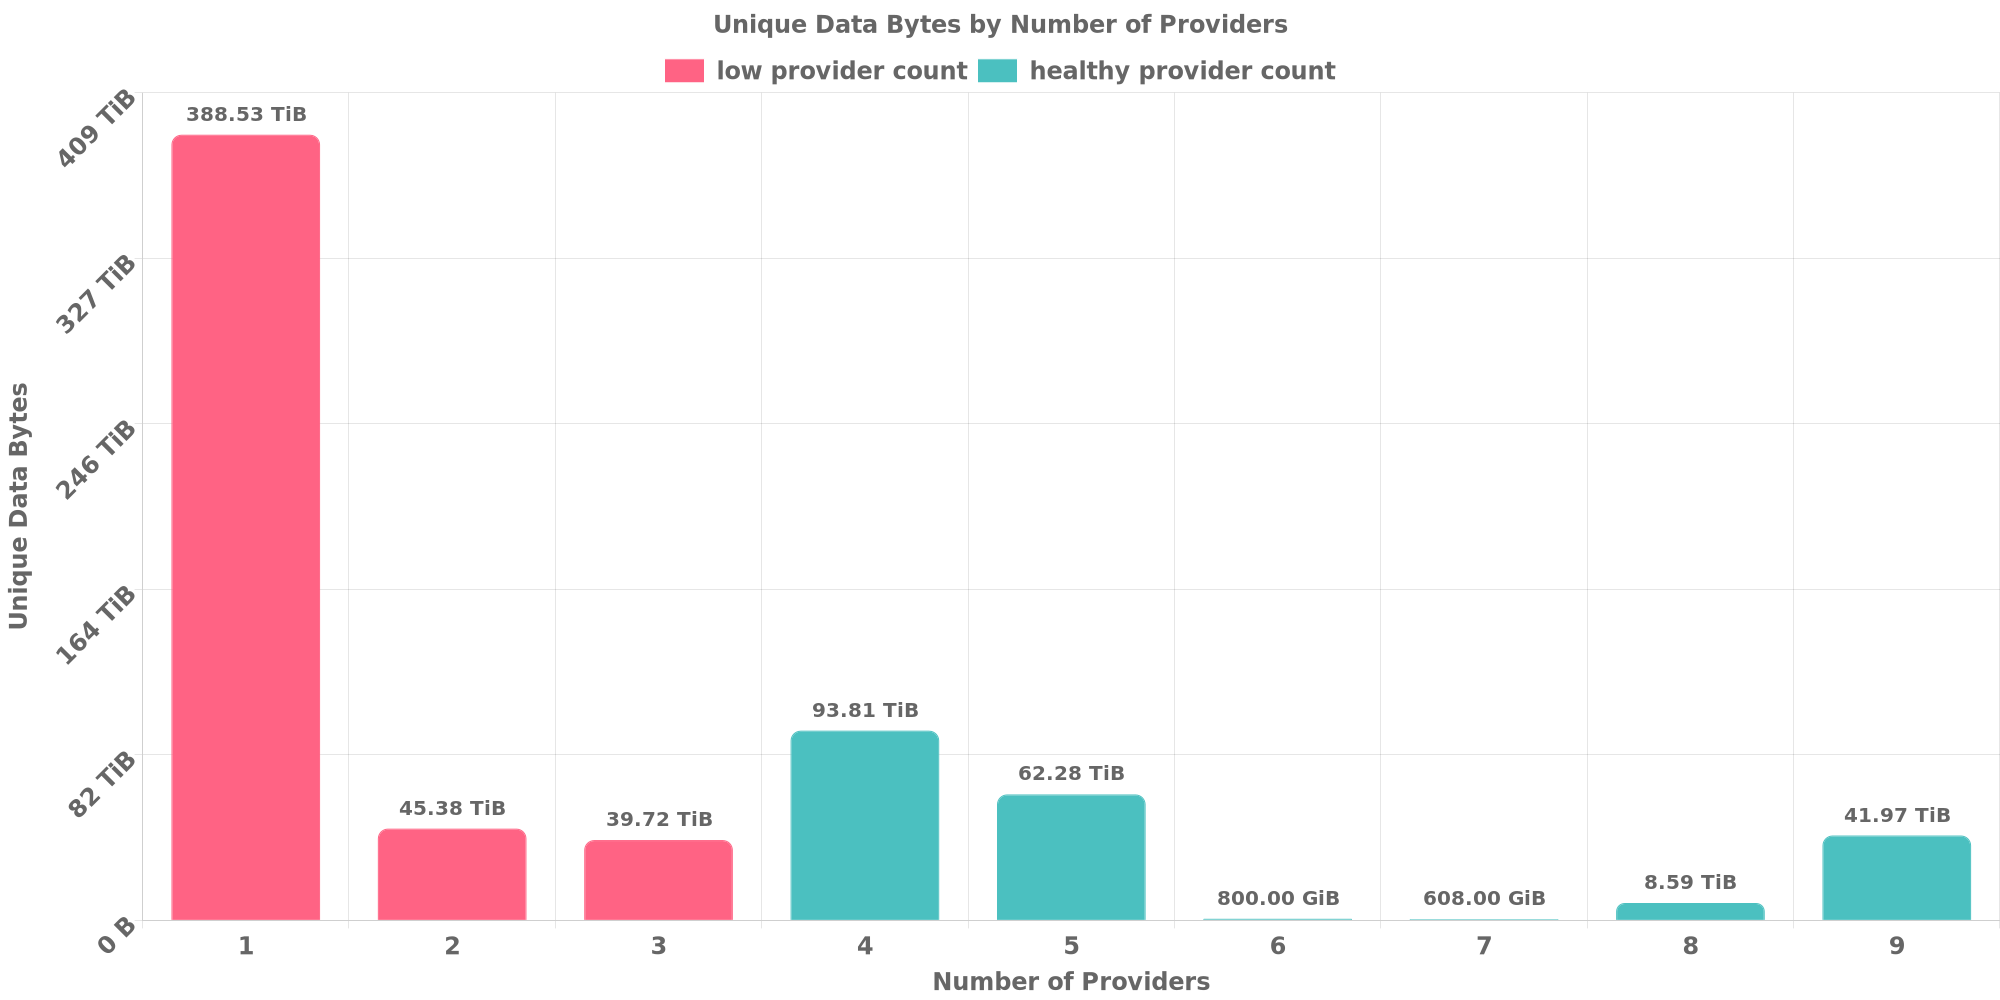 Unique Data Bytes by Number of Providers
low provider count healthy provider count
409 TiB
327 TiB
246 TiB
164 TiB
82 TiB
0 B
Unique Data Bytes
388.53 TiB
45.38 TiB
39.72 TiB
93.81 TiB
62.28 TiB
800.00 GiB
608.00 GiB
8.59 TiB
41.97 TiB
1 2 3 4 5 6 7 8 9
Number of Providers